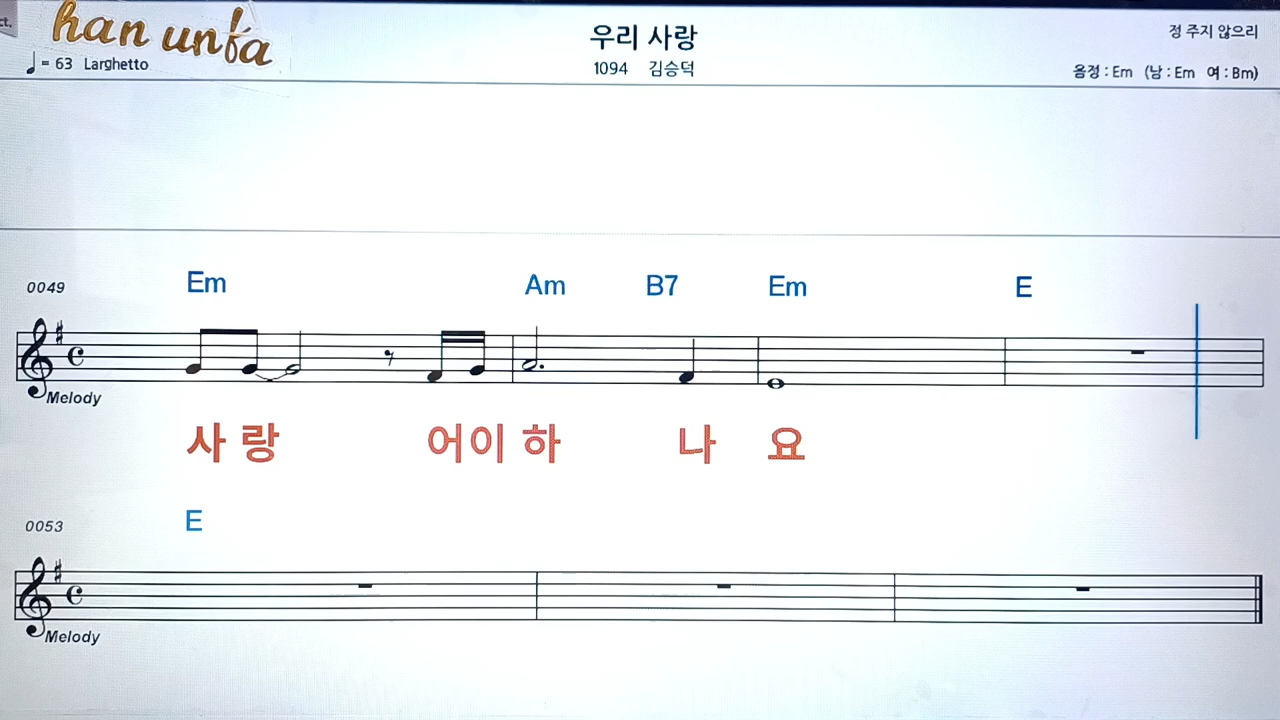 ct.
han unfa
우리 사랑
정 주지 않으리
♩ = 63 Larghetto
1094 김승덕
음정 : Em (남 : Em 여 : Bm)
0049
Em Am B7 Em E
Melody
사 랑 어 이 하 나 요
0053
E
Melody